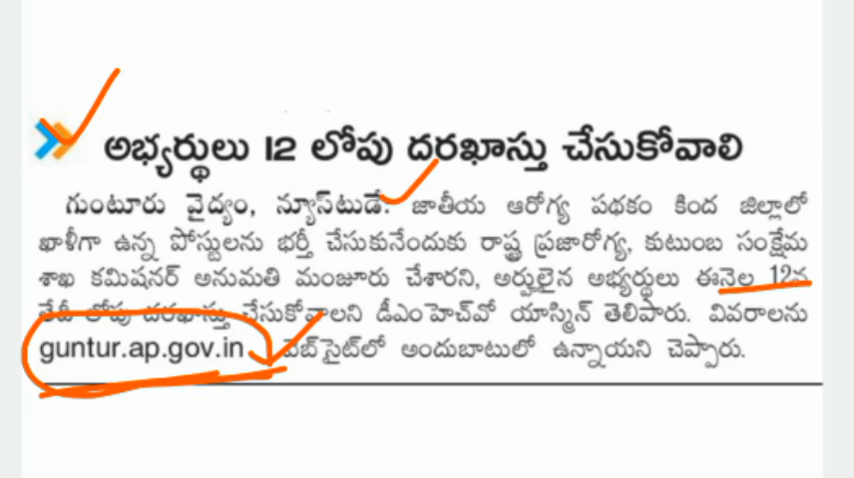 అభ్యర్థులు 12 లోపు దరఖాస్తు చేసుకోవాలి
గుంటూరు వైద్యం, న్యూస్‌టుడే: జాతీయ ఆరోగ్య పథకం కింద జిల్లాలో
ఖాళీగా ఉన్న పోస్టులను భర్తీ చేసుకునేందుకు రాష్ట్ర ప్రజారోగ్య, కుటుంబ సంక్షేమ
శాఖ కమిషనర్ అనుమతి మంజూరు చేశారని, అర్హులైన అభ్యర్థులు ఈనెల 12వ
తేదీ లోపు దరఖాస్తు చేసుకోవాలని డీఎంహెచ్‌వో యాస్మిన్ తెలిపారు. వివరాలను
guntur.ap.gov.in వెబ్‌సైట్‌లో అందుబాటులో ఉన్నాయని చెప్పారు.